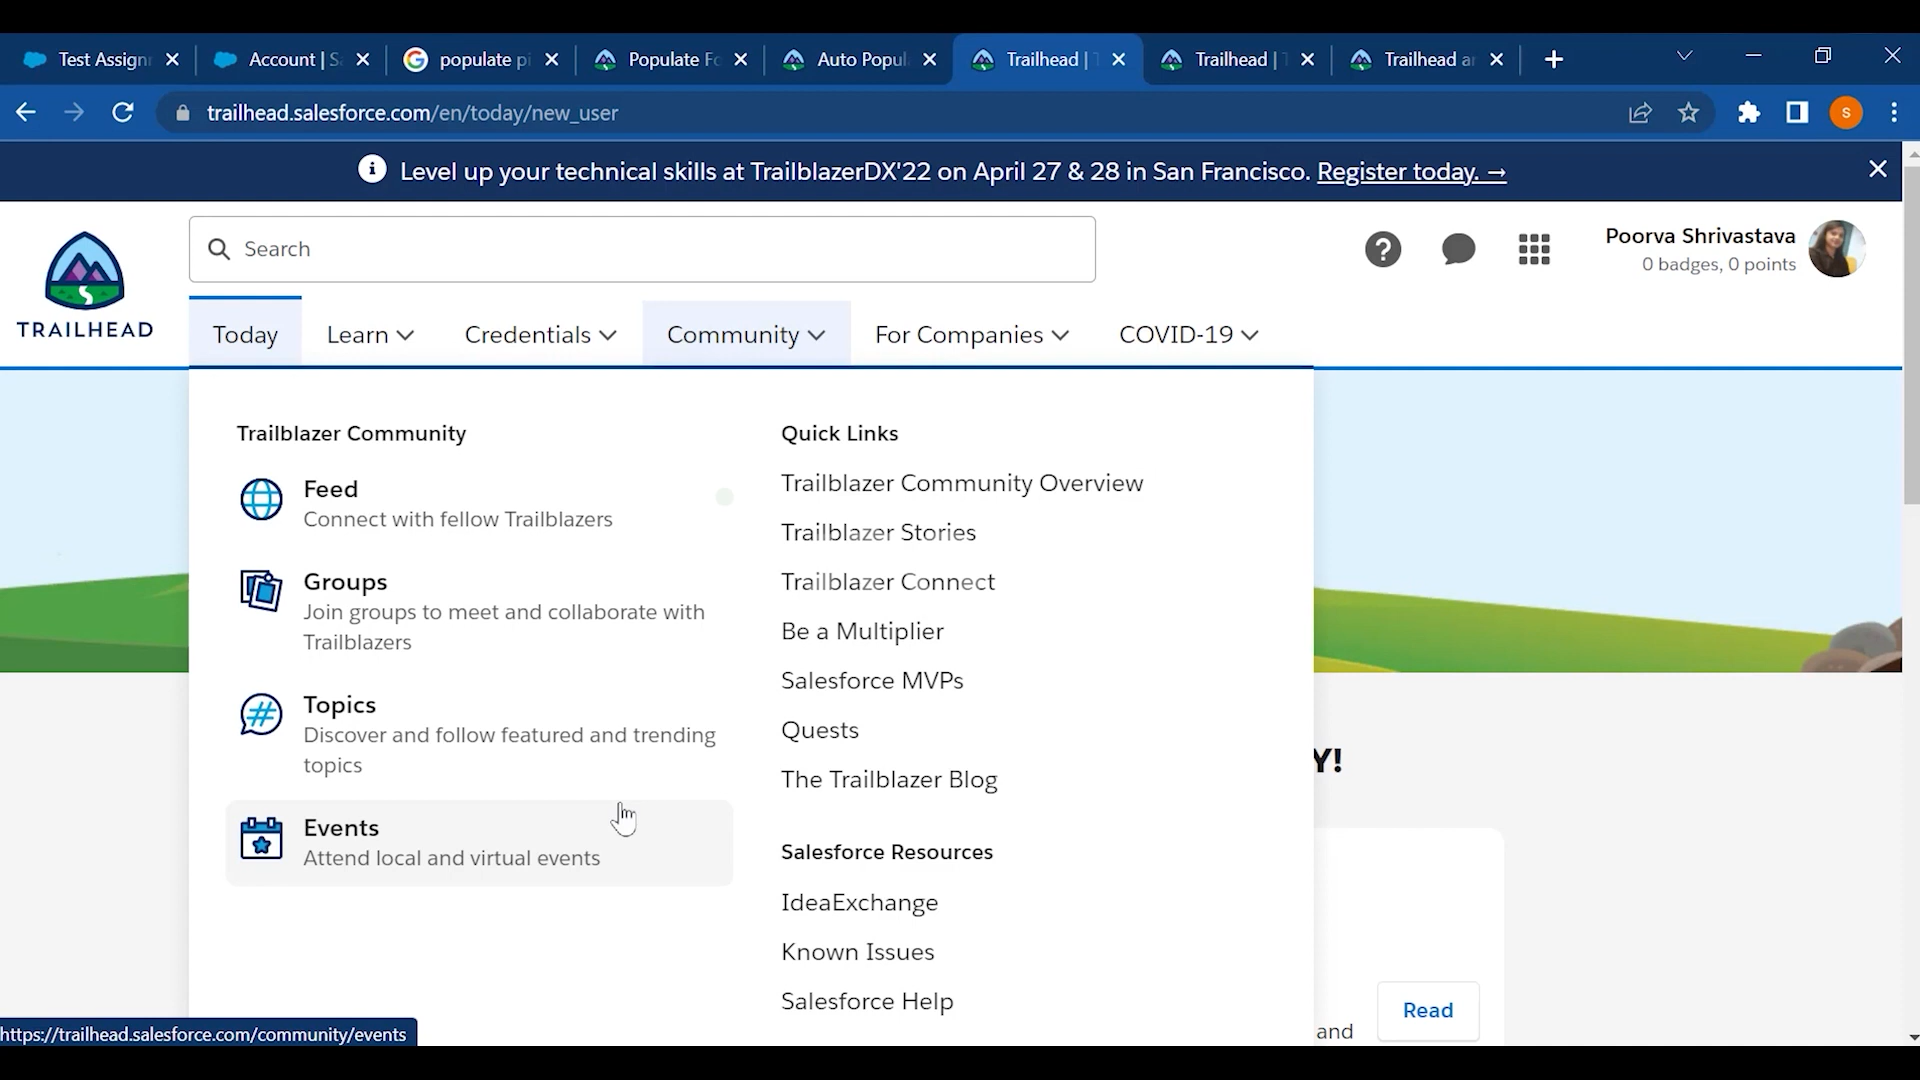 Test Assign
Account | S
populate pi
Populate Fo
Auto Popul
Trailhead | T
Trailhead | T
Trailhead an
trailhead.salesforce.com/en/today/new_user
S
Level up your technical skills at TrailblazerDX'22 on April 27 & 28 in San Francisco. Register today. →
TRAILHEAD
Search
Poorva Shrivastava
0 badges, 0 points
Today
Learn
Credentials
Community
For Companies
COVID-19
Trailblazer Community
Feed
Connect with fellow Trailblazers
Groups
Join groups to meet and collaborate with
Trailblazers
Topics
Discover and follow featured and trending
topics
Events
Attend local and virtual events
Quick Links
Trailblazer Community Overview
Trailblazer Stories
Trailblazer Connect
Be a Multiplier
Salesforce MVPs
Quests
The Trailblazer Blog
Salesforce Resources
IdeaExchange
Known Issues
Salesforce Help
Y!
and
Read
https://trailhead.salesforce.com/community/events